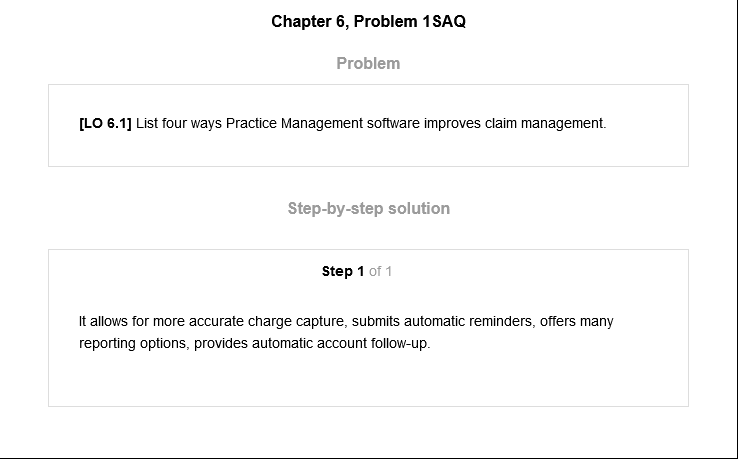 Chapter 6, Problem 1SAQ
Problem
[LO 6.1] List four ways Practice Management software improves claim management.
Step-by-step solution
Step 1 of 1
It allows for more accurate charge capture, submits automatic reminders, offers many
reporting options, provides automatic account follow-up.